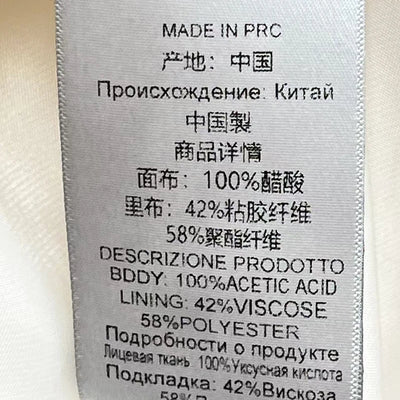 MADE IN PRC
产地：中国
Происхождение: Китай
中国製
商品详情
面布：100%醋酸
里布：42%粘胶纤维
58%聚酯纤维
DESCRIZIONE PRODOTTO
BDDY: 100%ACETIC ACID
LINING: 42%VISCOSE
58%POLYESTER
Подробности о продукте
Лицевая ткань 100%Уксусная кислота
Подкладка: 42%Вискоза